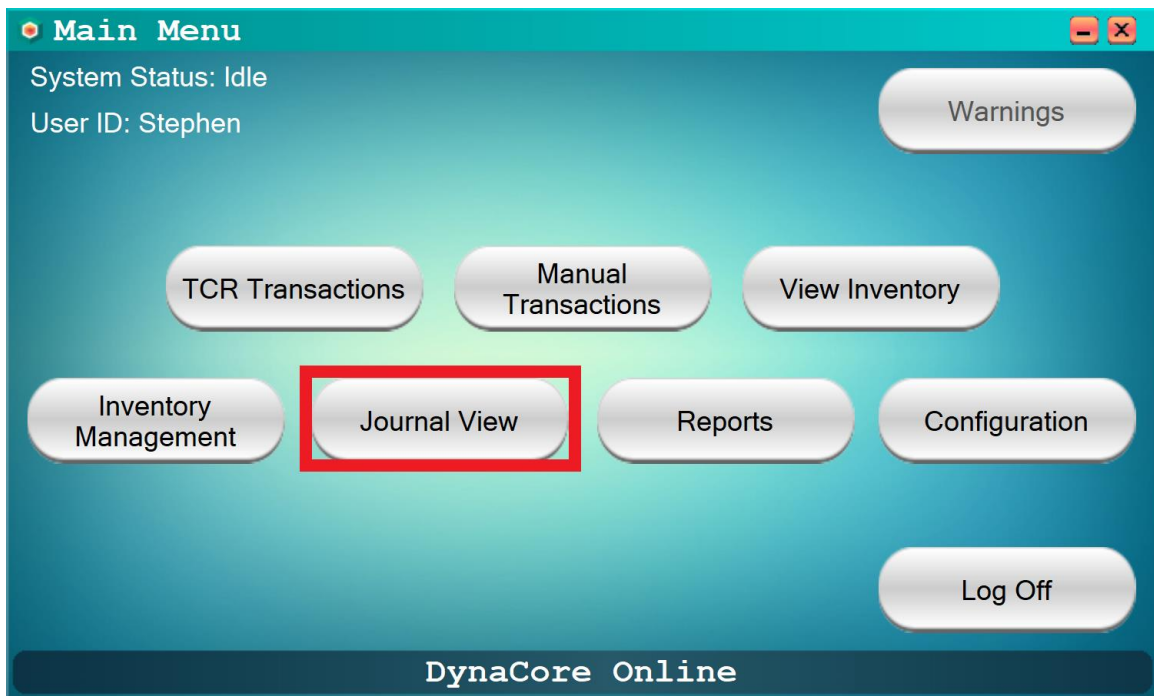 Main Menu
System Status: Idle
User ID: Stephen
Warnings
TCR Transactions
Manual
Transactions
View Inventory
Inventory
Management
Journal View
Reports
Configuration
Log Off
DynaCore Online